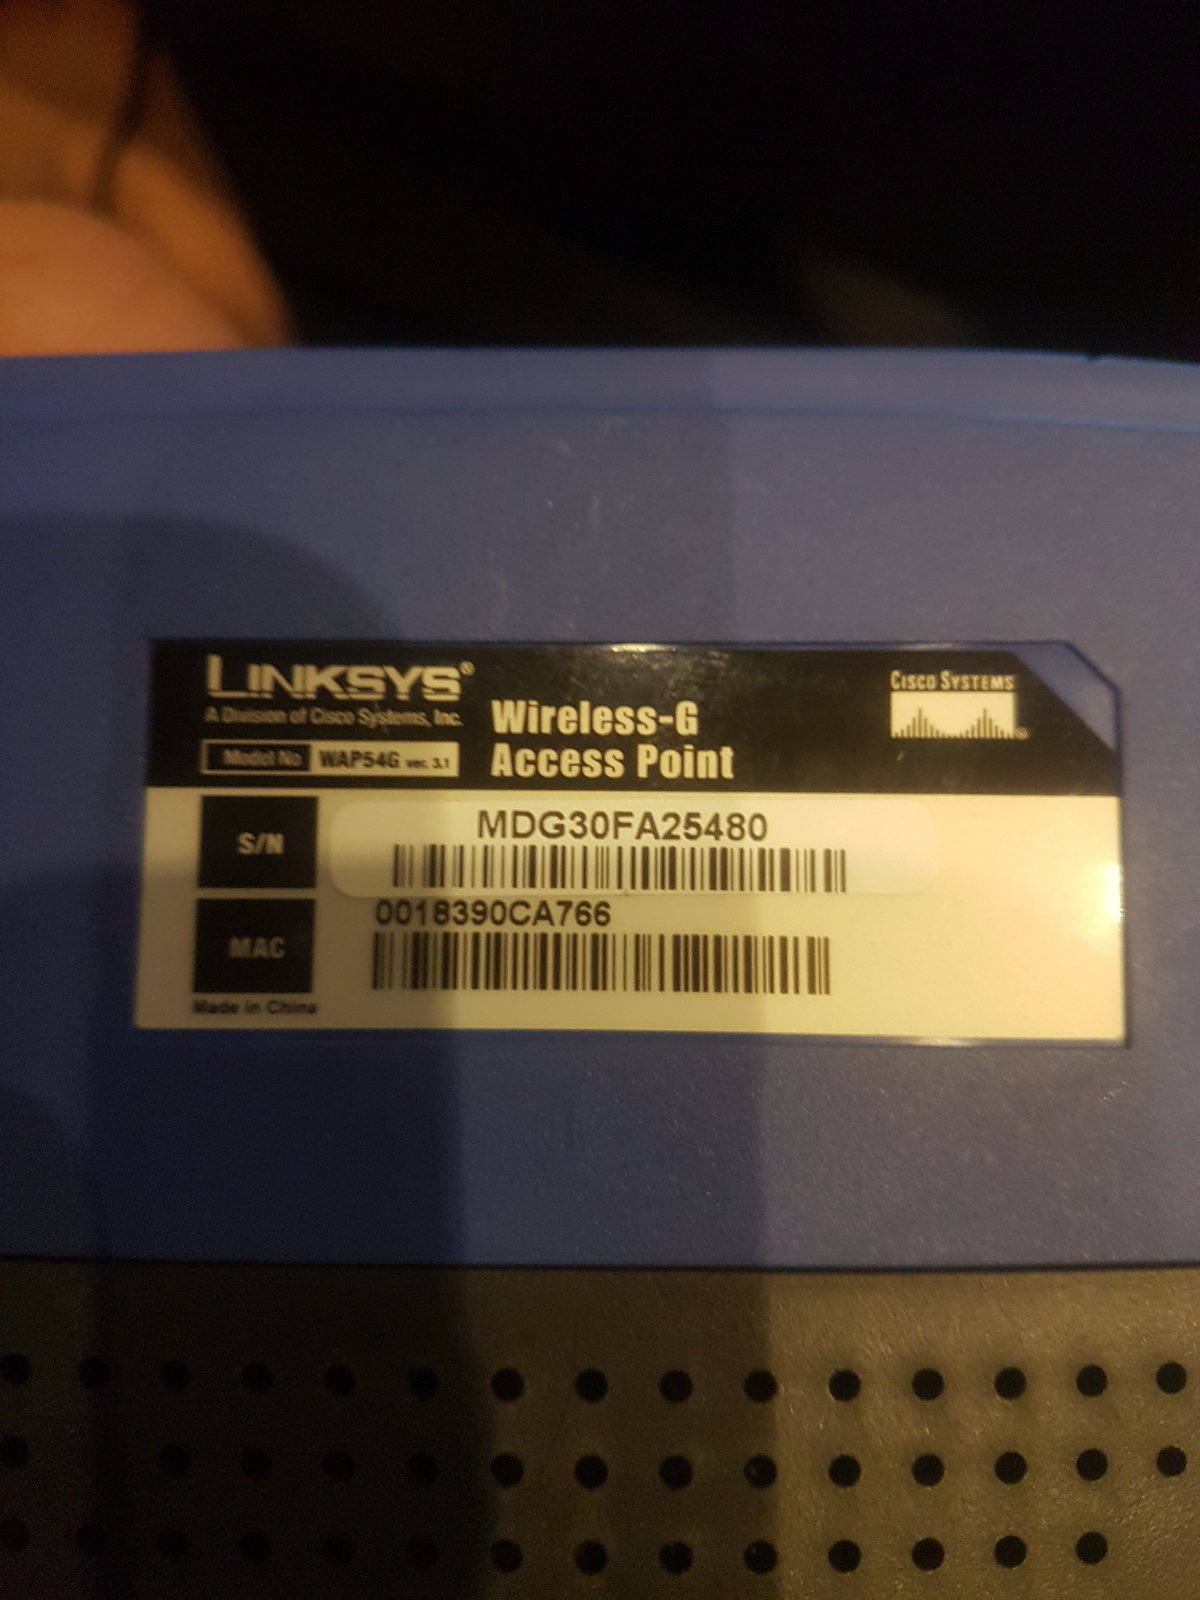 LINKSYS®
A Division of Cisco Systems, Inc.
Model No WAP54G ver. 3.1
Wireless-G
Access Point
CISCO SYSTEMS
S/N
MDG30FA25480
MAC
0018390CA766
Made in China